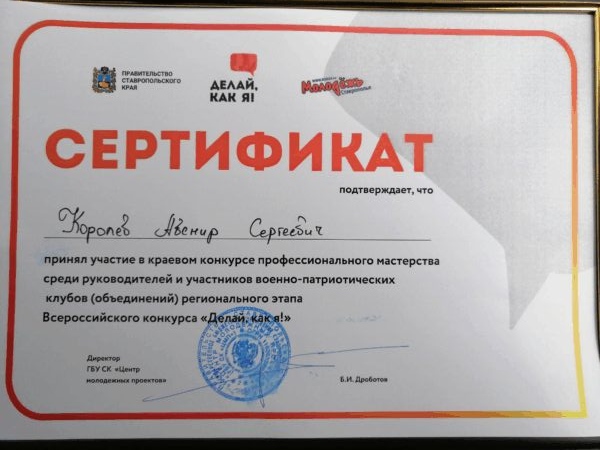 ПРАВИТЕЛЬСТВО
СТАВРОПОЛЬСКОГО
КРАЯ
ДЕЛАЙ,
КАК Я!
Молодёжь
Ставрополья
СЕРТИФИКАТ
подтверждает, что
Королев Авенир Сергеевич
принял участие в краевом конкурсе профессионального мастерства
среди руководителей и участников военно-патриотических
клубов (объединений) регионального этапа
Всероссийского конкурса «Делай, как я!»
Директор
ГБУ СК «Центр
молодежных проектов»
Б.И. Дроботов